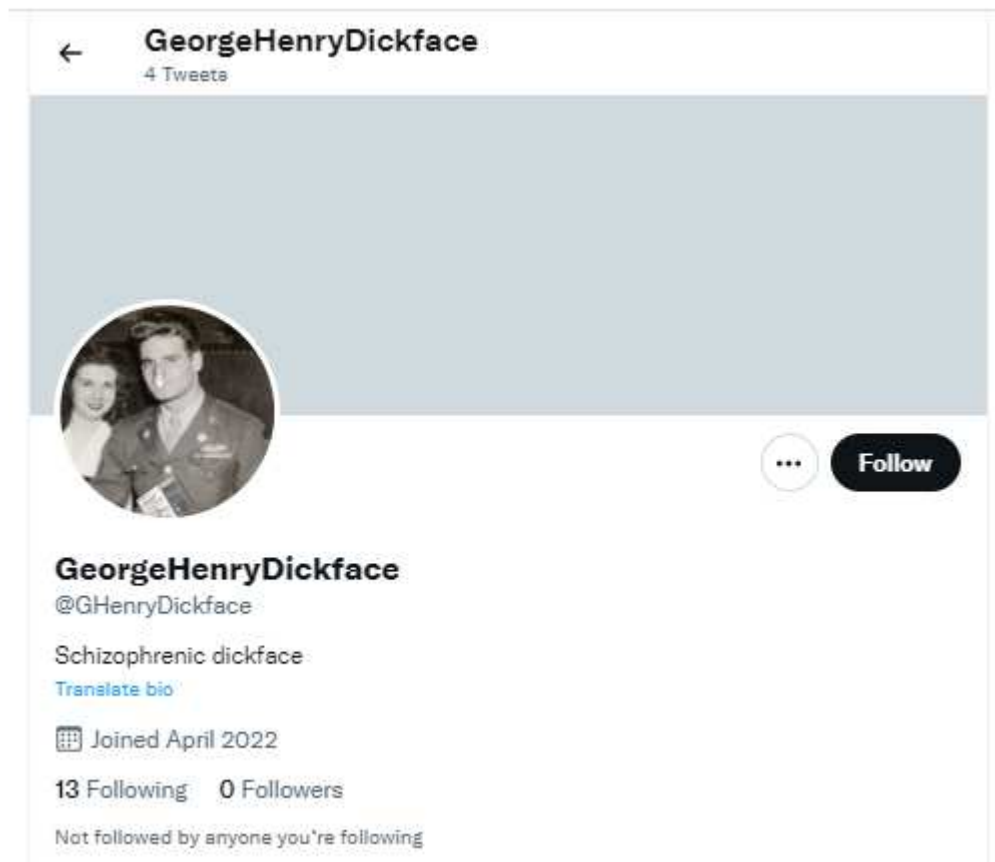 GeorgeHenryDickface
4 Tweets
Follow
GeorgeHenryDickface
@GHenryDickface
Schizophrenic dickface
Translate bio
Joined April 2022
13 Following 0 Followers
Not followed by anyone you're following